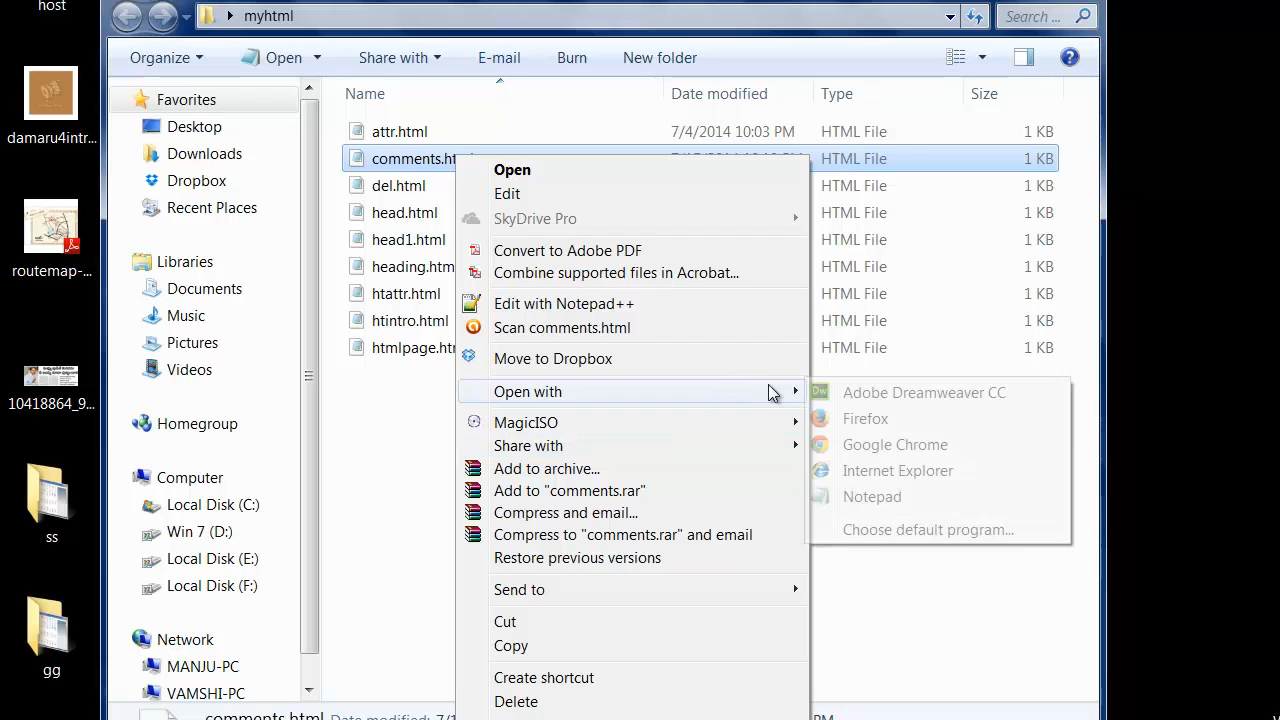 host
damaru4intr...
routemap-...
10418864_9...
ss
gg
myhtml
Search ...
Organize
Open
Share with
E-mail
Burn
New folder
Favorites
Desktop
Downloads
Dropbox
Recent Places
Libraries
Documents
Music
Pictures
Videos
Homegroup
Computer
Local Disk (C:)
Win 7 (D:)
Local Disk (E:)
Local Disk (F:)
Network
MANJU-PC
VAMSHI-PC
Name Date modified Type Size
attr.html 7/4/2014 10:03 PM HTML File 1 KB
comments.ht HTML File 1 KB
del.html HTML File 1 KB
head.html HTML File 1 KB
head1.html HTML File 1 KB
heading.htm HTML File 1 KB
htattr.html HTML File 1 KB
htintro.html HTML File 1 KB
htmlpage.htr HTML File 1 KB
Open
Edit
SkyDrive Pro
Convert to Adobe PDF
Combine supported files in Acrobat...
Edit with Notepad++
Scan comments.html
Move to Dropbox
Open with
MagicISO
Share with
Add to archive...
Add to "comments.rar"
Compress and email...
Compress to "comments.rar" and email
Restore previous versions
Send to
Cut
Copy
Create shortcut
Delete
Dw Adobe Dreamweaver CC
Firefox
Google Chrome
Internet Explorer
Notepad
Choose default program...
comments.html Date modified: 7/1 PM